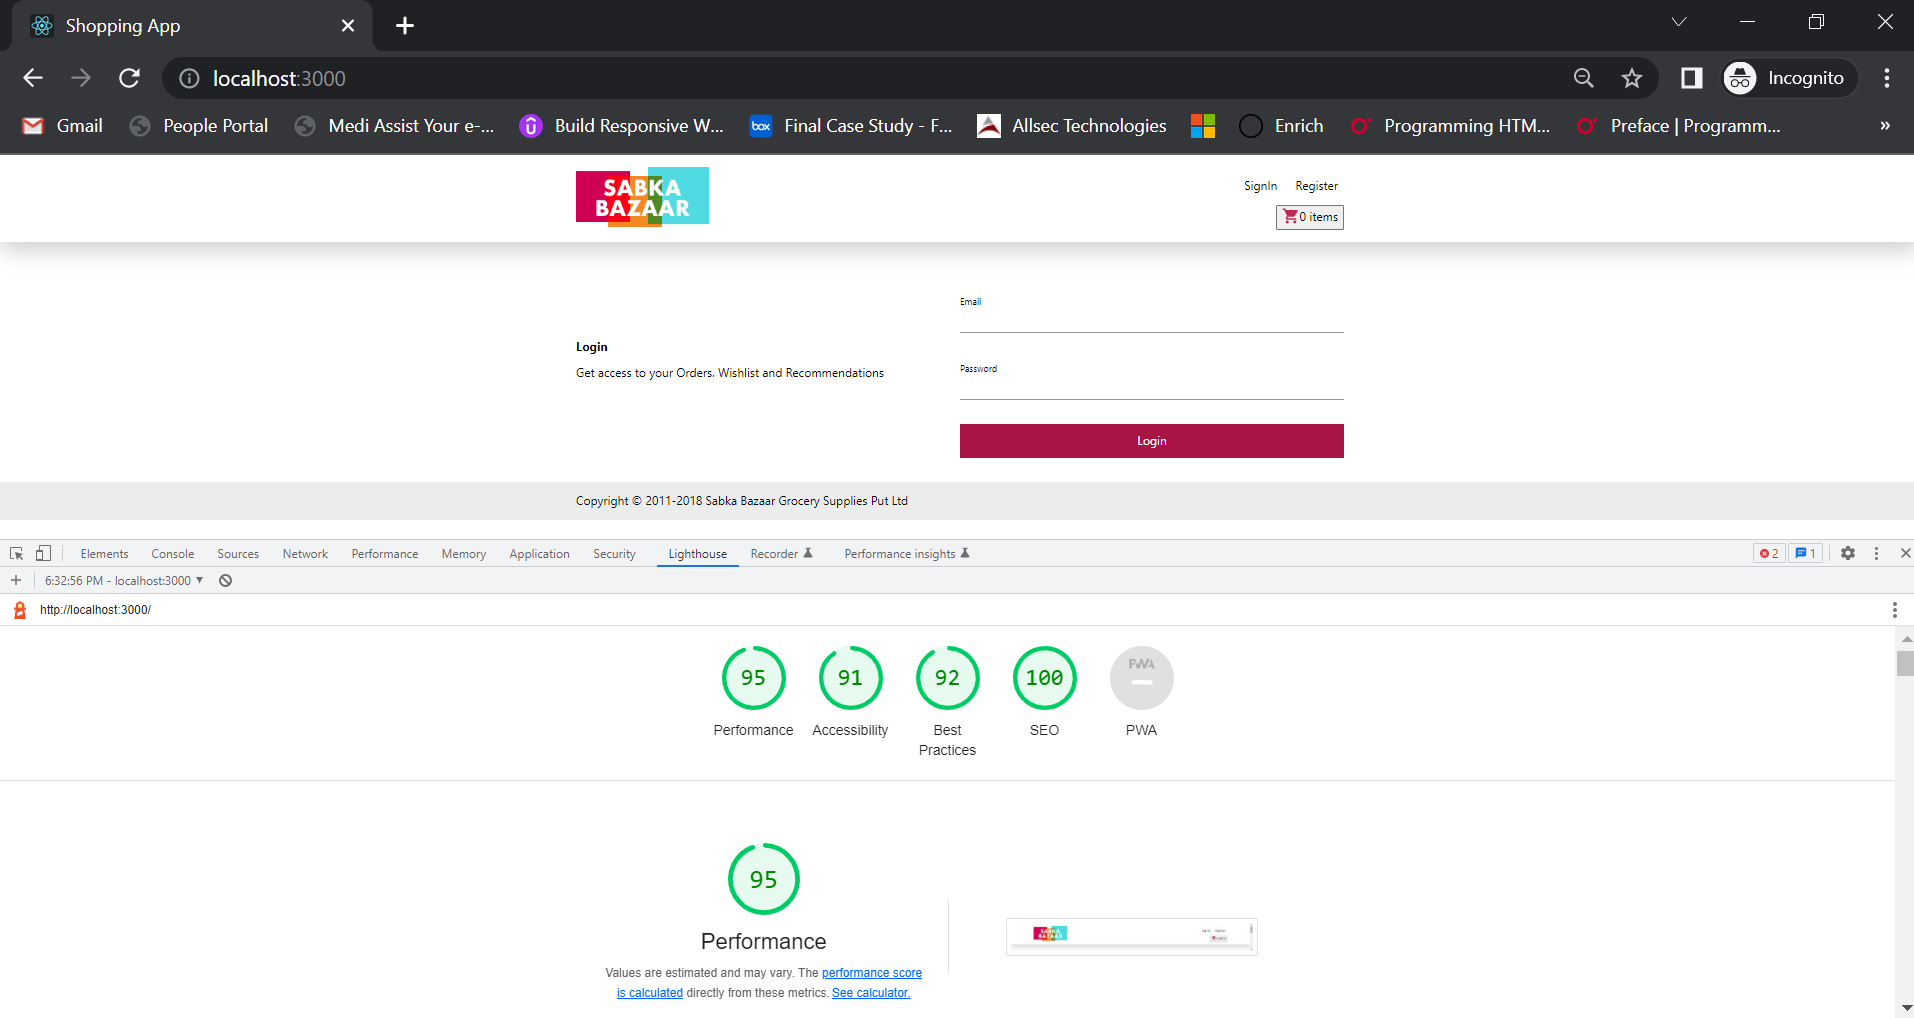 Shopping App
localhost:3000
Incognito
Gmail People Portal Medi Assist Your e-... Build Responsive W... box Final Case Study - F... Allsec Technologies Enrich Programming HTM... Preface | Programm... »
SABKA
BAZAAR
SignIn Register
0 items
Email
Login
Get access to your Orders. Wishlist and Recommendations
Password
Login
Copyright © 2011-2018 Sabka Bazaar Grocery Supplies Put Ltd
Elements Console Sources Network Performance Memory Application Security Lighthouse Recorder Performance insights 2 1
6:32:56 PM - localhost:3000
http://localhost:3000/
95 91 92 100 PWA
Performance Accessibility Best Practices SEO PWA
95
Performance
Values are estimated and may vary. The performance score
is calculated directly from these metrics. See calculator.
SABKA
BAZAAR